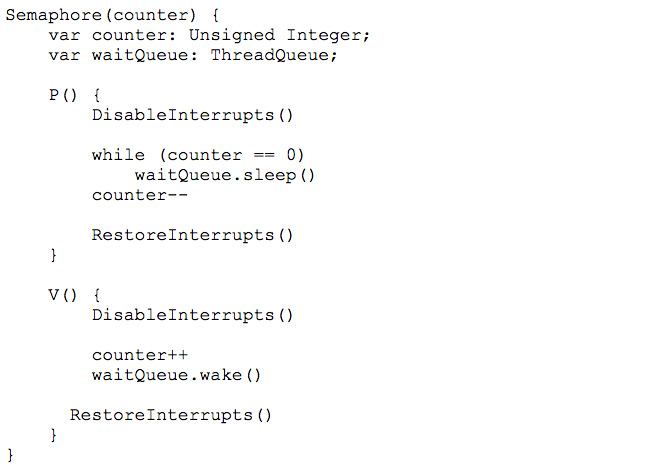 Semaphore(counter) {
    var counter: Unsigned Integer;
    var waitQueue: ThreadQueue;

    P() {
        DisableInterrupts()

        while (counter == 0)
            waitQueue.sleep()
        counter--

        RestoreInterrupts()
    }

    V() {
        DisableInterrupts()

        counter++
        waitQueue.wake()

      RestoreInterrupts()
    }
}